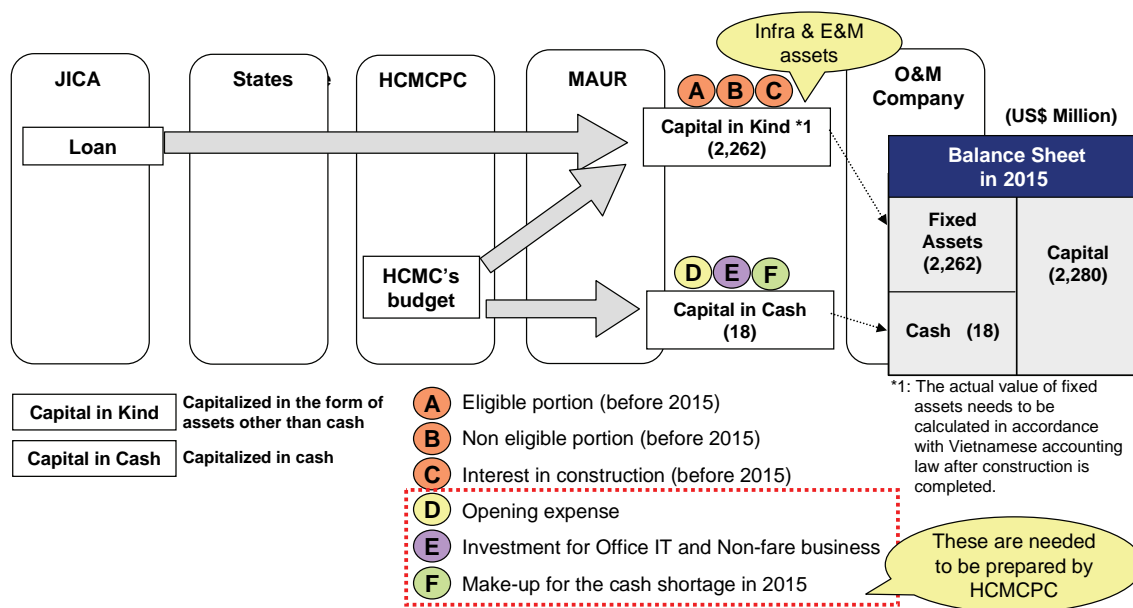 Infra & E&M
assets
JICA
States
e
HCMCPC
MAUR
O&M
Company
A B C
(US$ Million)
Loan
Capital in Kind *1
(2,262)
Balance Sheet
in 2015
Fixed
Assets
(2,262)
Capital
(2,280)
HCMC's
budget
D E F
Capital in Cash
(18)
Cash (18)
*1: The actual value of fixed
assets needs to be
calculated in accordance
with Vietnamese accounting
law after construction is
completed.
Capital in Kind
Capitalized in the form of
assets other than cash
Capital in Cash
Capitalized in cash
A Eligible portion (before 2015)
B Non eligible portion (before 2015)
C Interest in construction (before 2015)
D Opening expense
E Investment for Office IT and Non-fare business
F Make-up for the cash shortage in 2015
These are needed
to be prepared by
HCMCPC